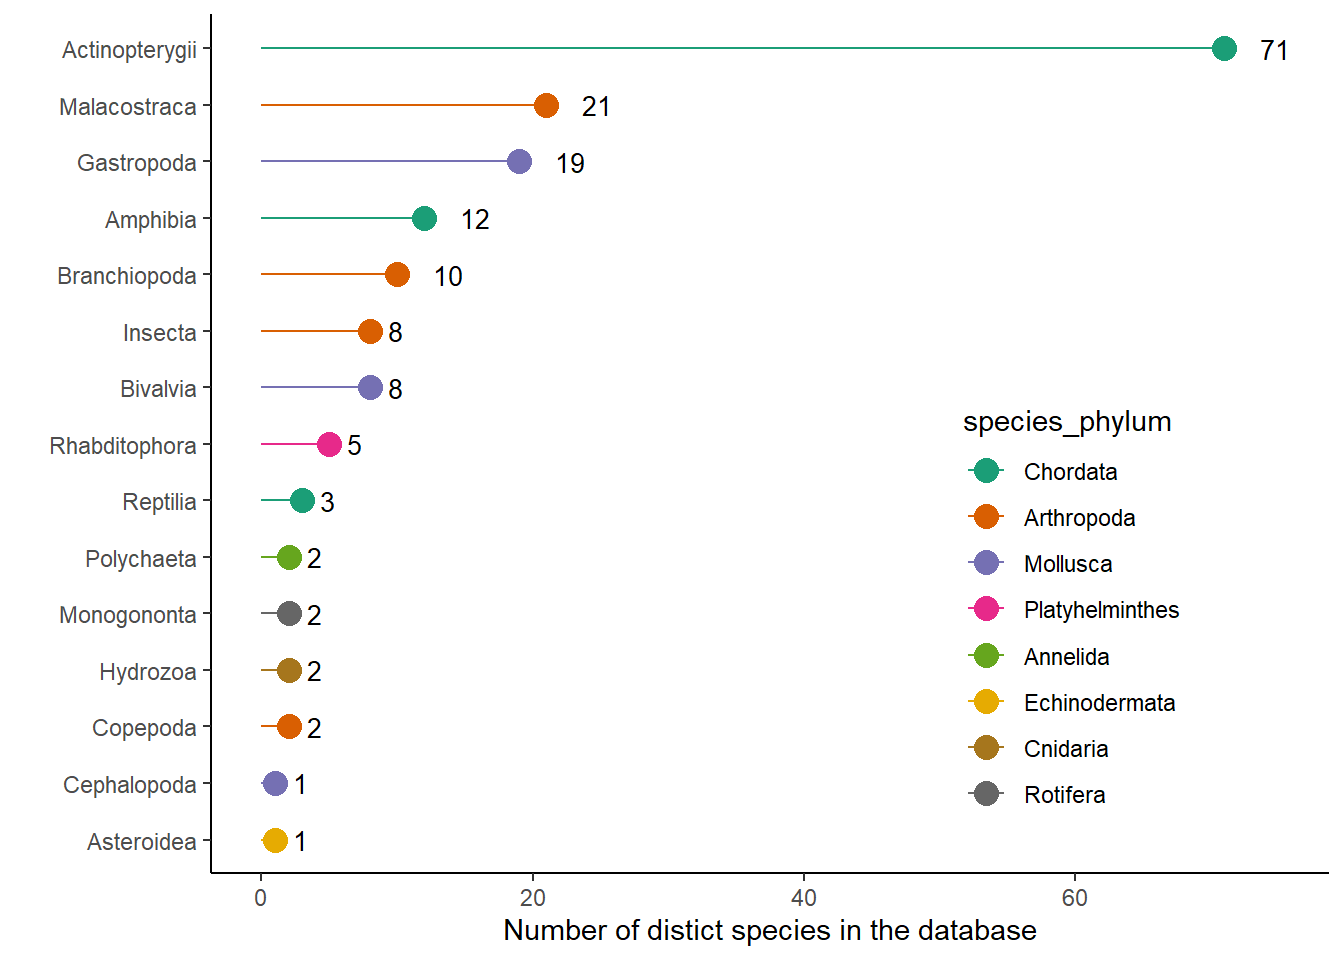 Actinopterygii 71
Malacostraca 21
Gastropoda 19
Amphibia 12
Branchiopoda 10
Insecta 8
Bivalvia 8
Rhabditophora 5
Reptilia 3
Polychaeta 2
Monogononta 2
Hydrozoa 2
Copepoda 2
Cephalopoda 1
Asteroidea 1
species_phylum
Chordata
Arthropoda
Mollusca
Platyhelminthes
Annelida
Echinodermata
Cnidaria
Rotifera
0 20 40 60
Number of distict species in the database